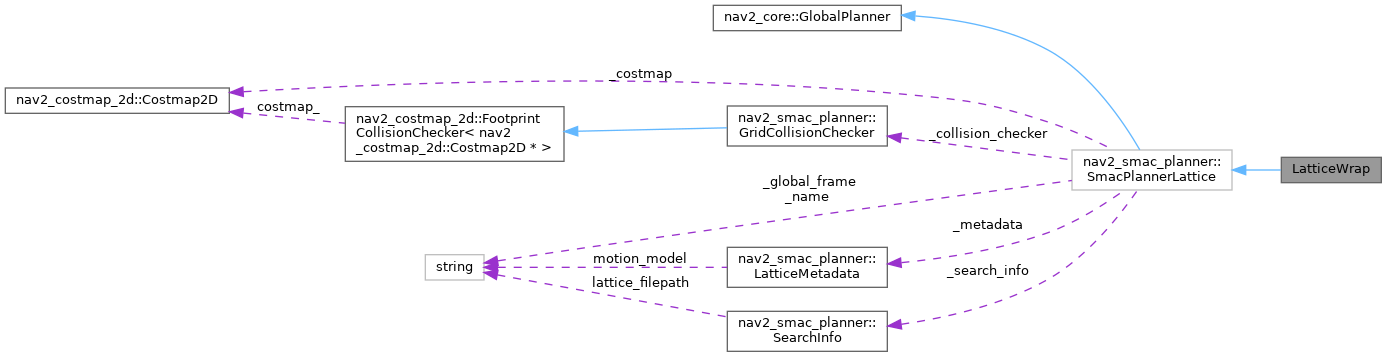 nav2_core::GlobalPlanner
_costmap
nav2_costmap_2d::Costmap2D
costmap_
nav2_costmap_2d::Footprint
CollisionChecker< nav2
_costmap_2d::Costmap2D * >
nav2_smac_planner::
GridCollisionChecker
_collision_checker
nav2_smac_planner::
SmacPlannerLattice
LatticeWrap
_global_frame
_name
_metadata
string
motion_model
nav2_smac_planner::
LatticeMetadata
_search_info
lattice_filepath
nav2_smac_planner::
SearchInfo